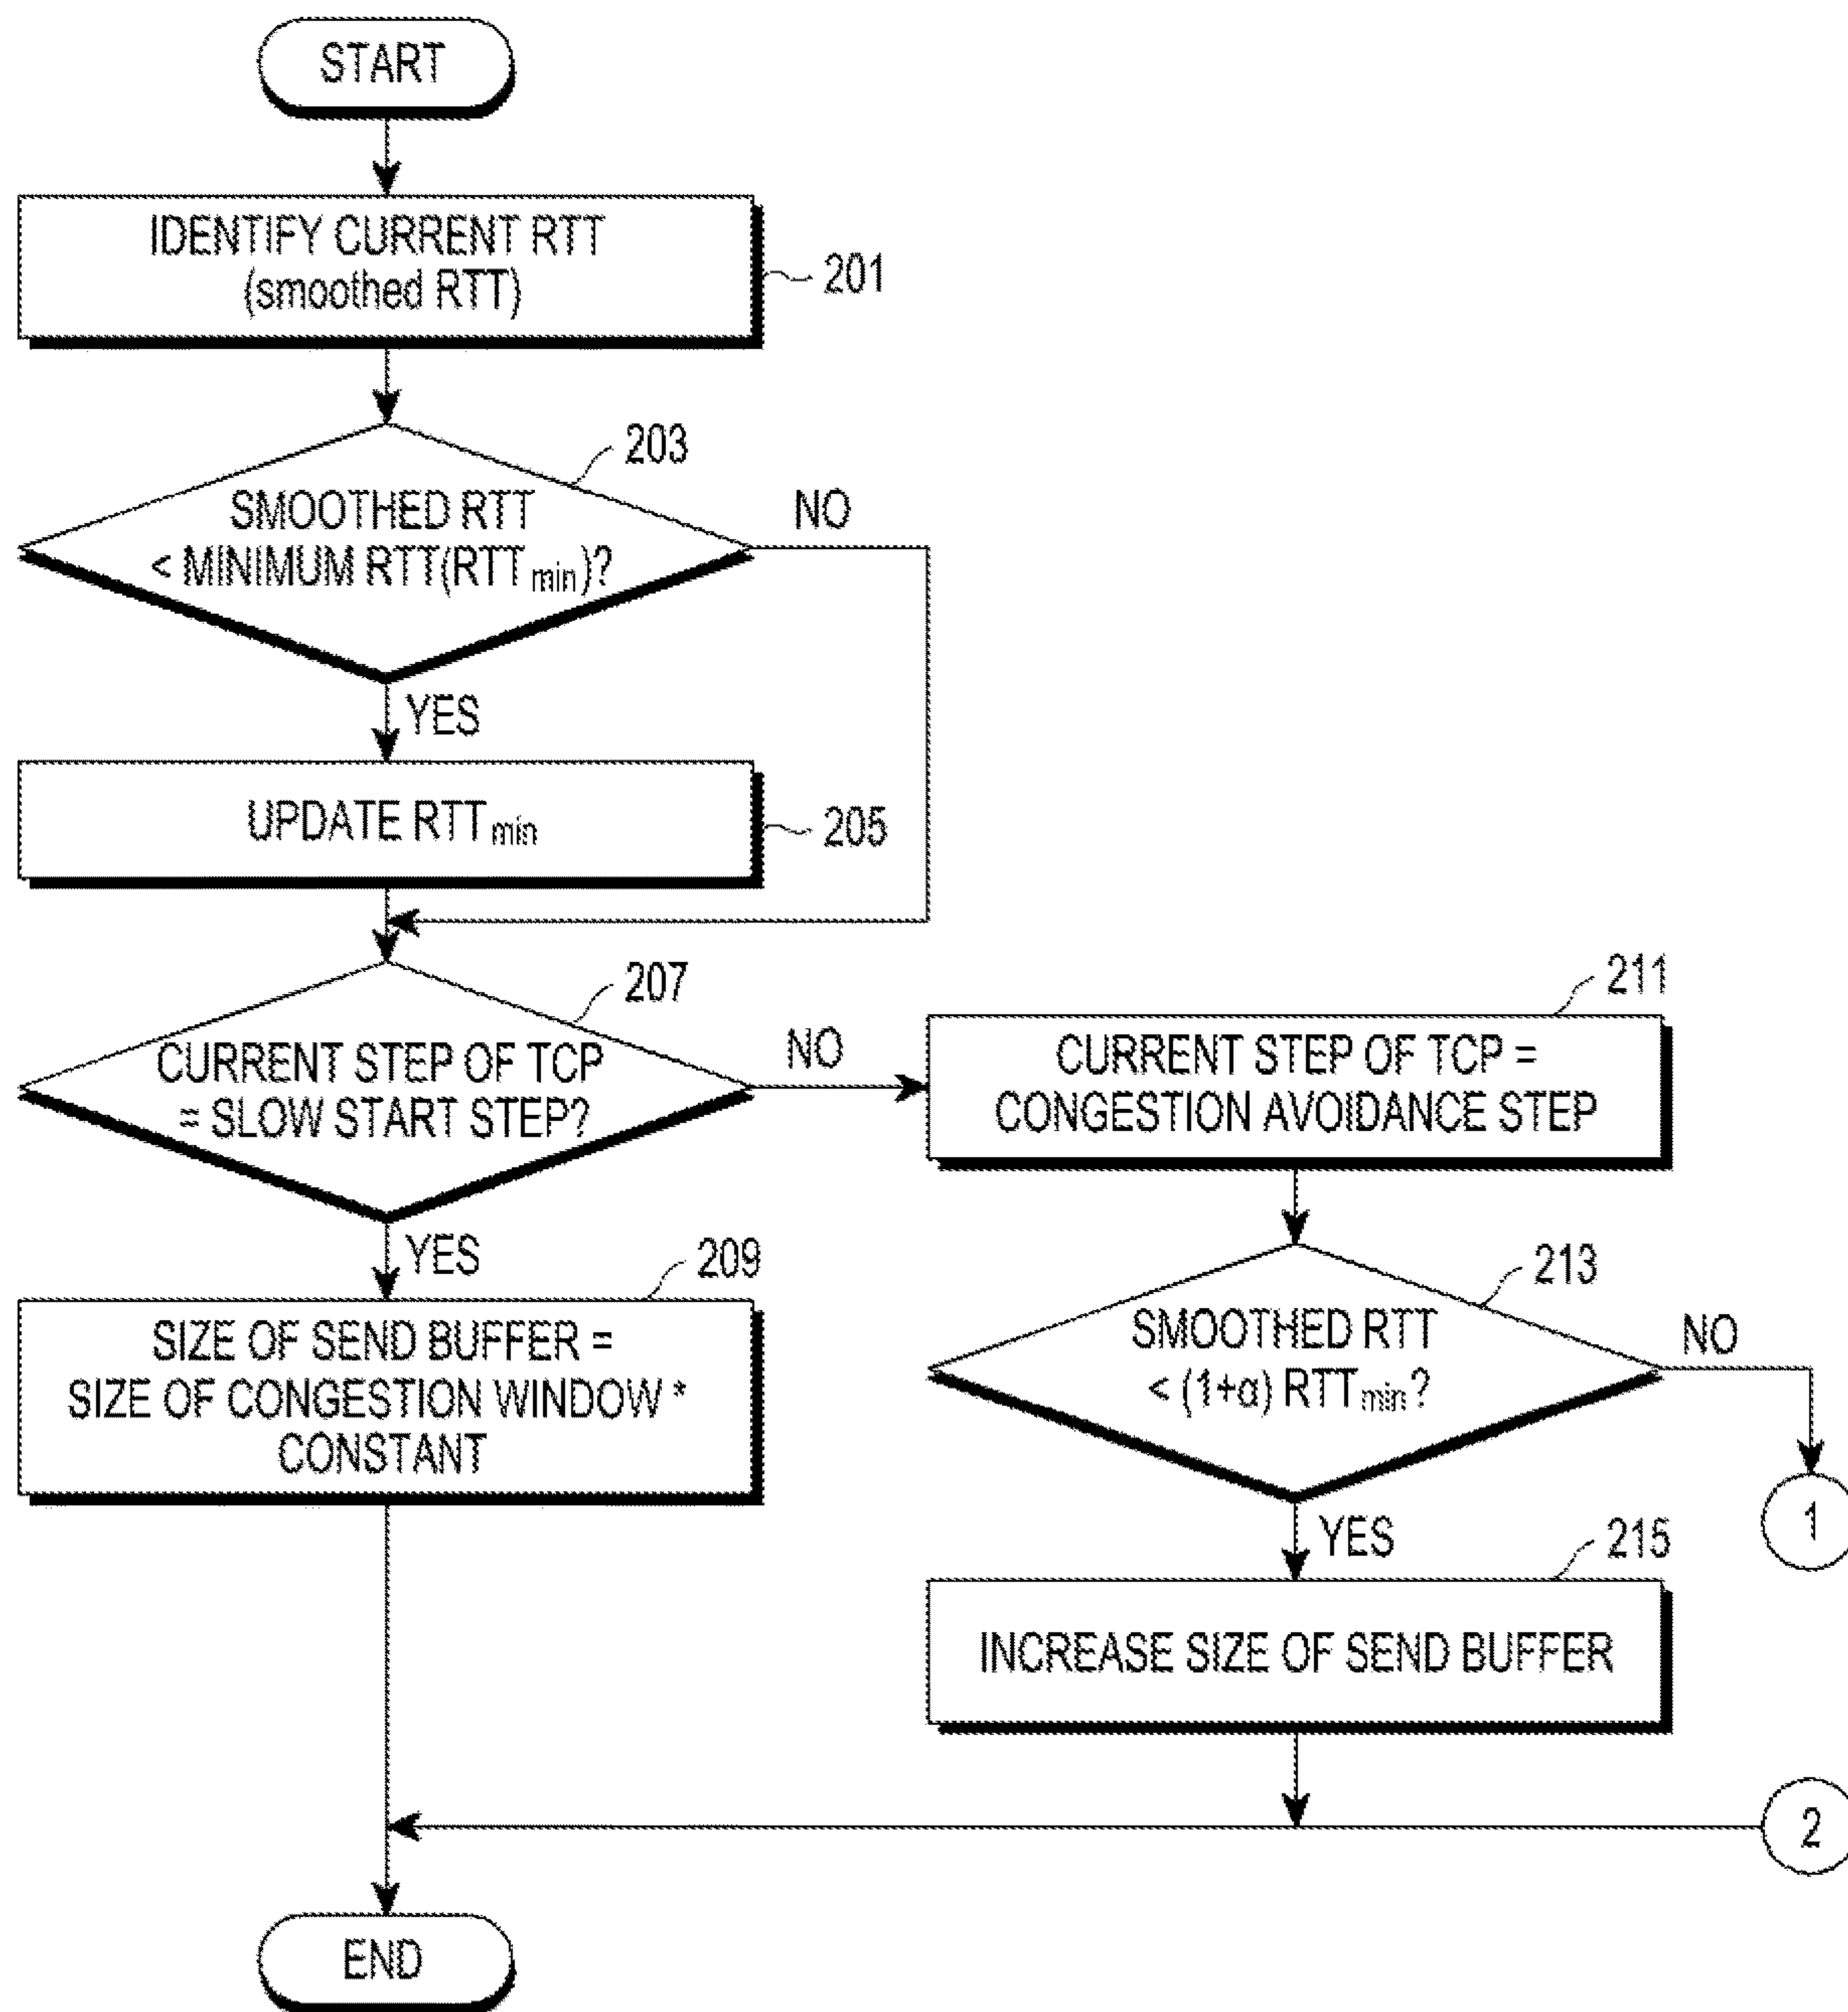 START
IDENTIFY CURRENT RTT
(smoothed RTT)
201
203
SMOOTHED RTT
< MINIMUM RTT(RTTmin)?
NO
YES
UPDATE RTTmin
205
207
CURRENT STEP OF TCP
= SLOW START STEP?
NO
211
CURRENT STEP OF TCP =
CONGESTION AVOIDANCE STEP
YES
209
SIZE OF SEND BUFFER =
SIZE OF CONGESTION WINDOW *
CONSTANT
213
SMOOTHED RTT
< (1+α) RTTmin?
NO
1
YES
215
INCREASE SIZE OF SEND BUFFER
2
END